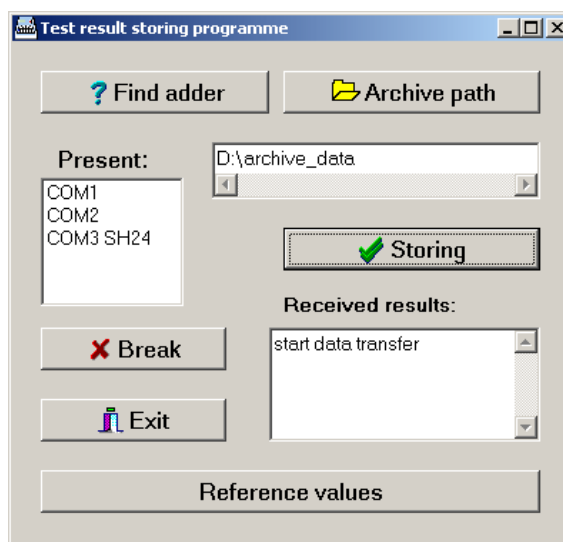 Test result storing programme
Find adder
Archive path
Present:
D:\archive_data
COM1
COM2
COM3 SH24
Storing
Received results:
Break
start data transfer
Exit
Reference values